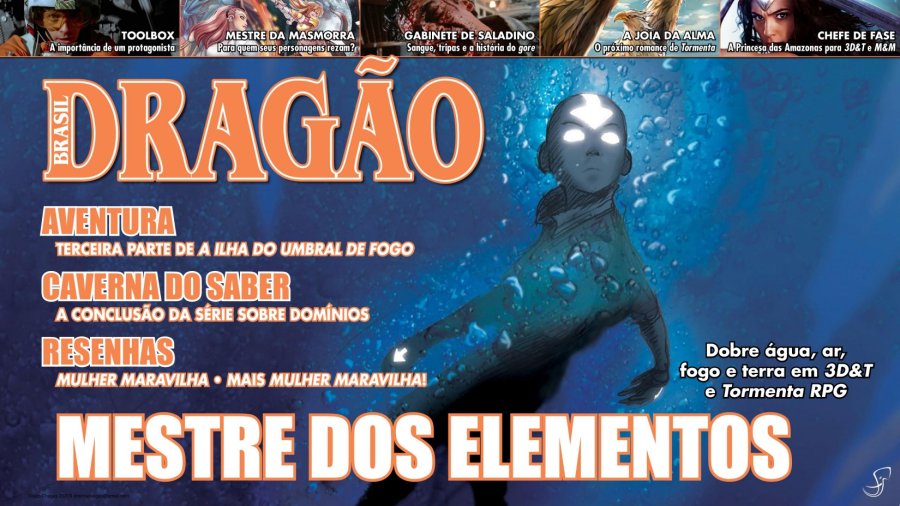 TOOLBOX
A importância de um protagonista
MESTRE DA MASMORRA
Para quem seus personagens rezam?
GABINETE DE SALADINO
Sangue, tripas e a história do gore
A JOIA DA ALMA
O próximo romance de Tormenta
CHEFE DE FASE
A Princesa das Amazonas para 3D&T e M&M
BRASIL
DRAGÃO
AVENTURA
TERCEIRA PARTE DE A ILHA DO UMBRAL DE FOGO
CAVERNA DO SABER
A CONCLUSÃO DA SÉRIE SOBRE DOMÍNIOS
RESENHAS
MULHER MARAVILHA • MAIS MULHER MARAVILHA!
Dobre água, ar,
fogo e terra em 3D&T
e Tormenta RPG
MESTRE DOS ELEMENTOS